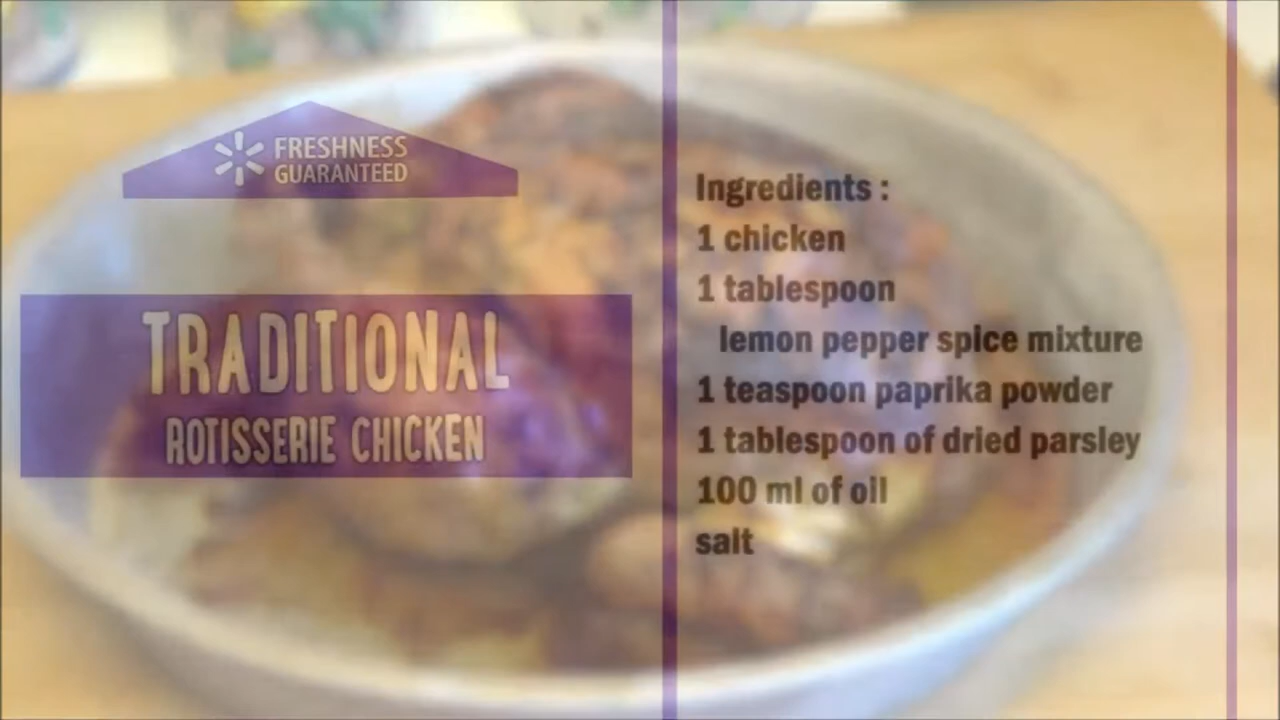 FRESHNESS
GUARANTEED
TRADITIONAL
ROTISSERIE CHICKEN
Ingredients :
1 chicken
1 tablespoon
lemon pepper spice mixture
1 teaspoon paprika powder
1 tablespoon of dried parsley
100 ml of oil
salt